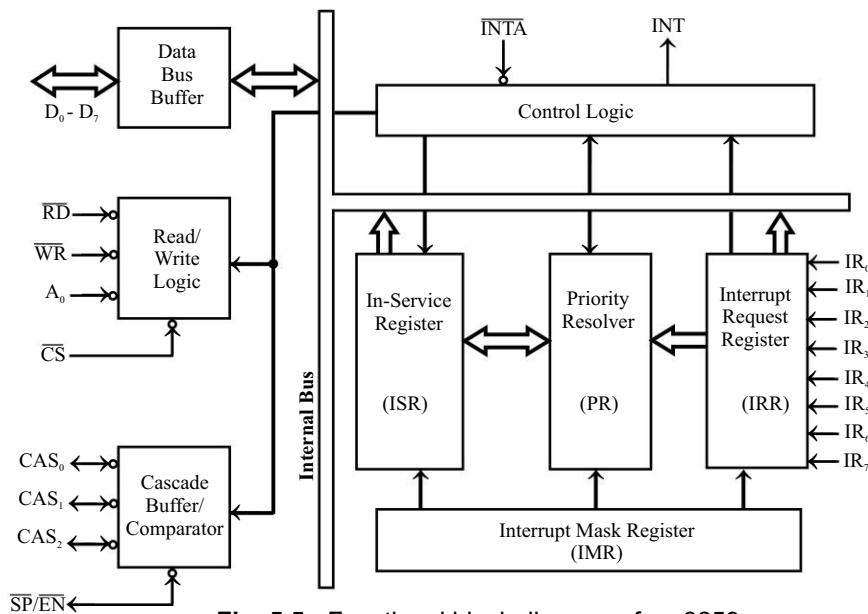 INTA
INT
Data
Bus
Buffer
D₀ - D₇
Control Logic
RD
WR
A₀
CS
Read/
Write
Logic
Internal Bus
In-Service
Register
(ISR)
Priority
Resolver
(PR)
Interrupt
Request
Register
(IRR)
IR₀
IR₁
IR₂
IR₃
IR₄
IR₅
IR₆
IR₇
CAS₀
CAS₁
CAS₂
Cascade
Buffer/
Comparator
SP/EN
Interrupt Mask Register
(IMR)